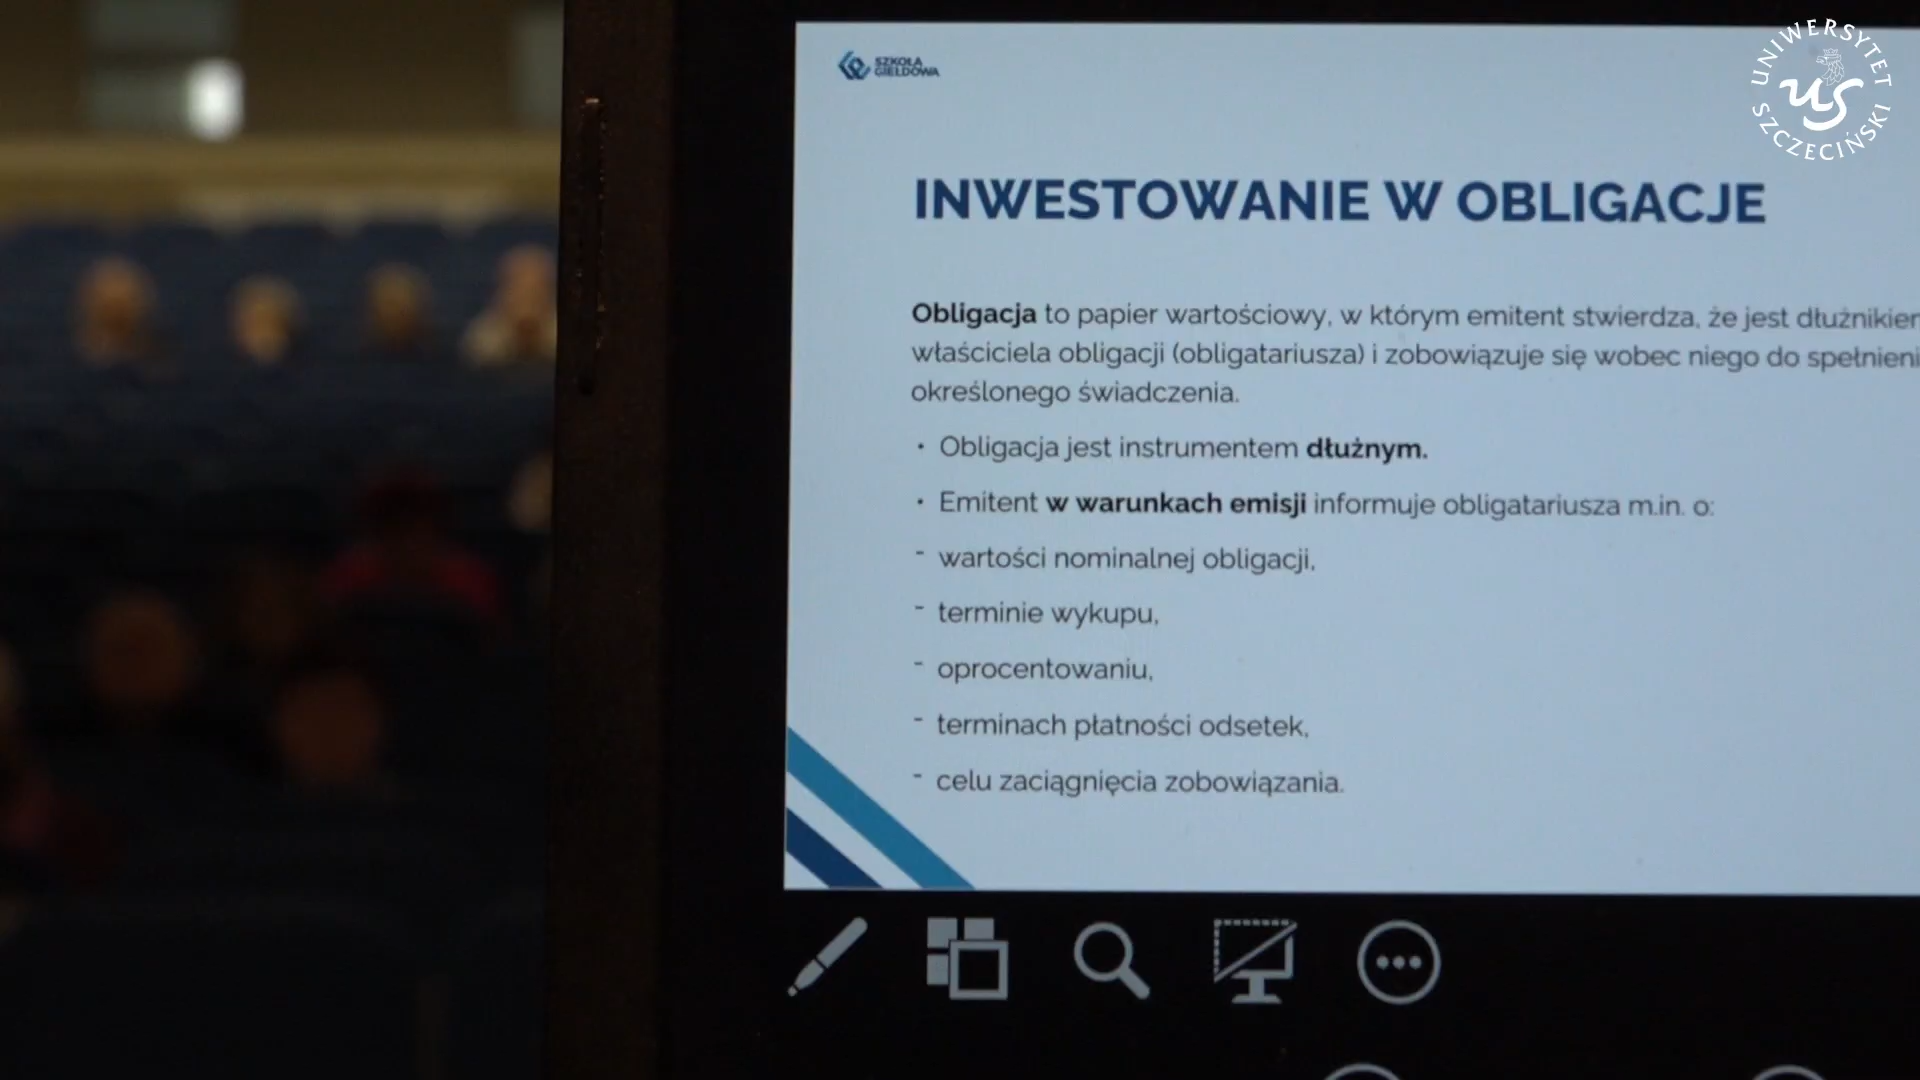 SZKOŁA
GIEŁDOWA
UNIWERSYTET SZCZECIŃSKI
US
INWESTOWANIE W OBLIGACJE
Obligacja to papier wartościowy, w którym emitent stwierdza, że jest
właściciela obligacji (obligatariusza) i zobowiązuje się wobec niego do
określonego świadczenia.
• Obligacja jest instrumentem dłużnym.
• Emitent w warunkach emisji informuje obligatariusza m.in. o:
- wartości nominalnej obligacji,
- terminie wykupu,
- oprocentowaniu,
- terminach płatności odsetek,
- celu zaciągnięcia zobowiązania.